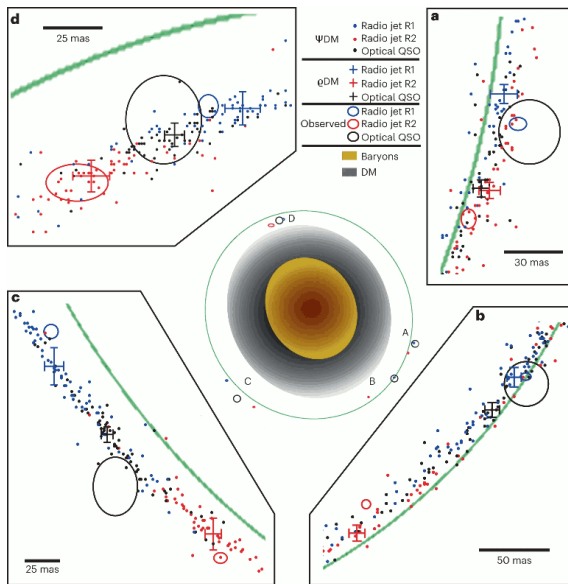 d
25 mas
ΨDM
Radio jet R1
Radio jet R2
Optical QSO
ϱDM
Radio jet R1
Radio jet R2
Optical QSO
Observed
Radio jet R1
Radio jet R2
Optical QSO
Baryons
DM
a
30 mas
D
A
B
C
c
25 mas
b
50 mas